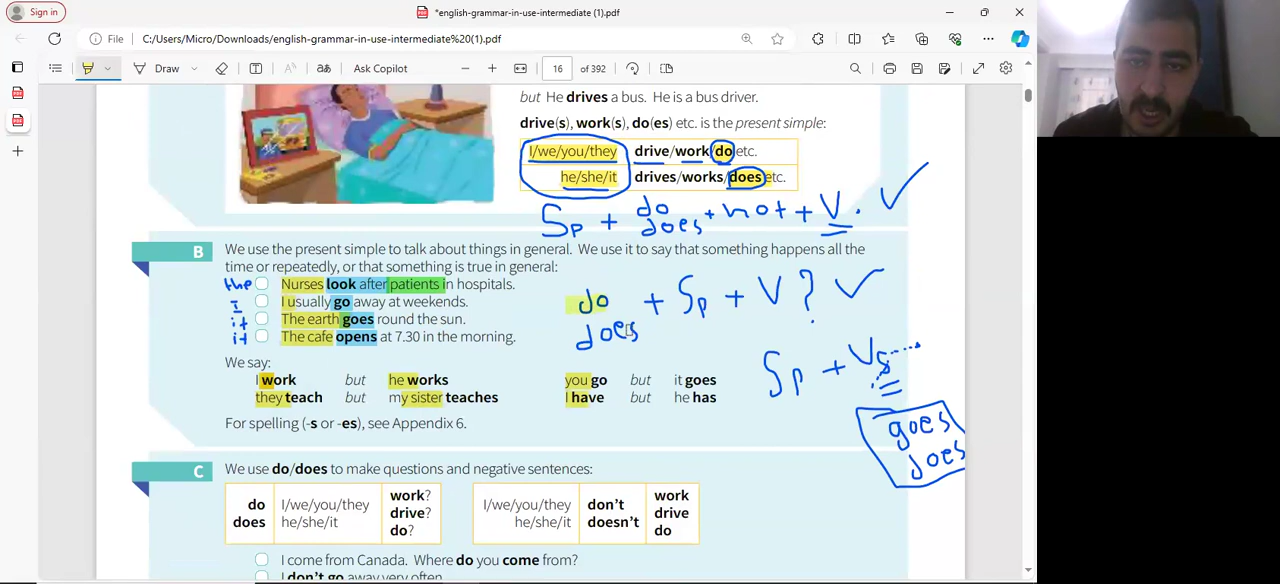 Sign in
*english-grammar-in-use-intermediate (1).pdf
File C:/Users/Micro/Downloads/english-grammar-in-use-intermediate%20(1).pdf
Draw
Ask Copilot
16 of 392
but He drives a bus. He is a bus driver.
drive(s), work(s), do(es) etc. is the present simple:
I/we/you/they drive/work/do etc.
he/she/it drives/works/does etc.
Sp + do does + not + V.
B We use the present simple to talk about things in general. We use it to say that something happens all the
time or repeatedly, or that something is true in general:
the Nurses look after patients in hospitals.
I I usually go away at weekends.
it The earth goes round the sun.
it The cafe opens at 7.30 in the morning.
do does + Sp + V ?
We say:
I work but he works you go but it goes
they teach but my sister teaches I have but he has
Sp + Vs
goes
does
For spelling (-s or -es), see Appendix 6.
C We use do/does to make questions and negative sentences:
do I/we/you/they work? I/we/you/they don't work
does he/she/it drive? he/she/it doesn't drive
do? do
I come from Canada. Where do you come from?
I don't go away very often.